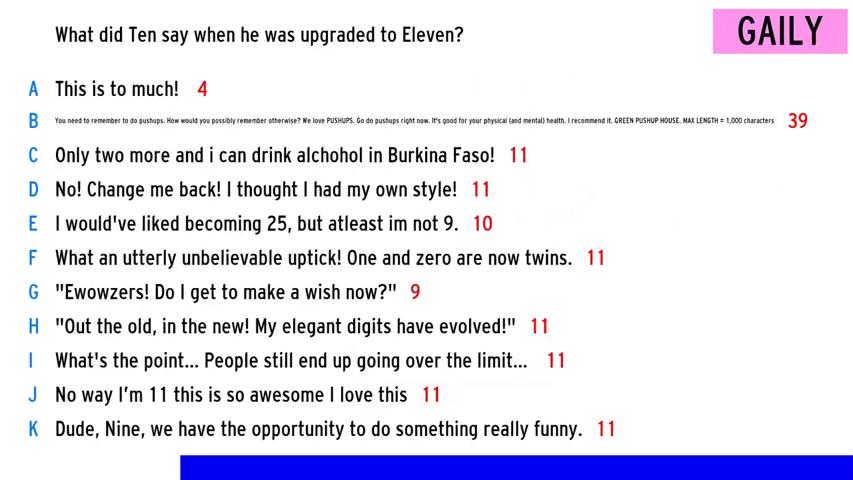 What did Ten say when he was upgraded to Eleven?
GAILY
A This is to much! 4
B You need to remember to do pushups. How would you possibly remember otherwise? We love PUSHUPS. Go do pushups right now. It's good for your physical (and mental) health. I recommend it. GREEN PUSHUP HOUSE. MAX LENGTH = 1,000 characters 39
C Only two more and i can drink alchohol in Burkina Faso! 11
D No! Change me back! I thought I had my own style! 11
E I would've liked becoming 25, but atleast im not 9. 10
F What an utterly unbelievable uptick! One and zero are now twins. 11
G "Ewowzers! Do I get to make a wish now?" 9
H "Out the old, in the new! My elegant digits have evolved!" 11
I What's the point... People still end up going over the limit... 11
J No way I'm 11 this is so awesome I love this 11
K Dude, Nine, we have the opportunity to do something really funny. 11